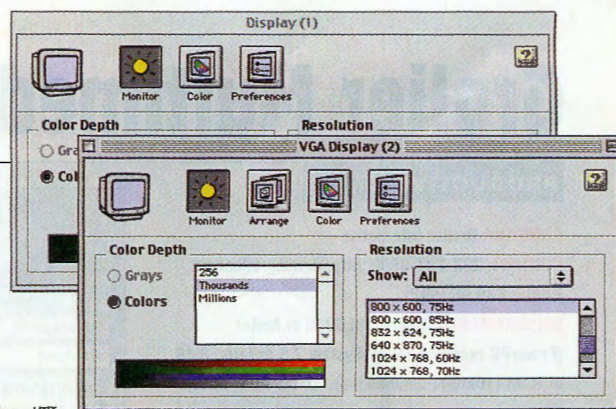 Display (1)
Monitor Color Preferences
Color Depth Resolution
Gra
Col
VGA Display (2)
Monitor Arrange Color Preferences
Color Depth Resolution
Grays
Colors
256
Thousands
Millions
Show: All
800 x 600, 75Hz
800 x 600, 85Hz
832 x 624, 75Hz
640 x 870, 75Hz
1024 x 768, 60Hz
1024 x 768, 70Hz